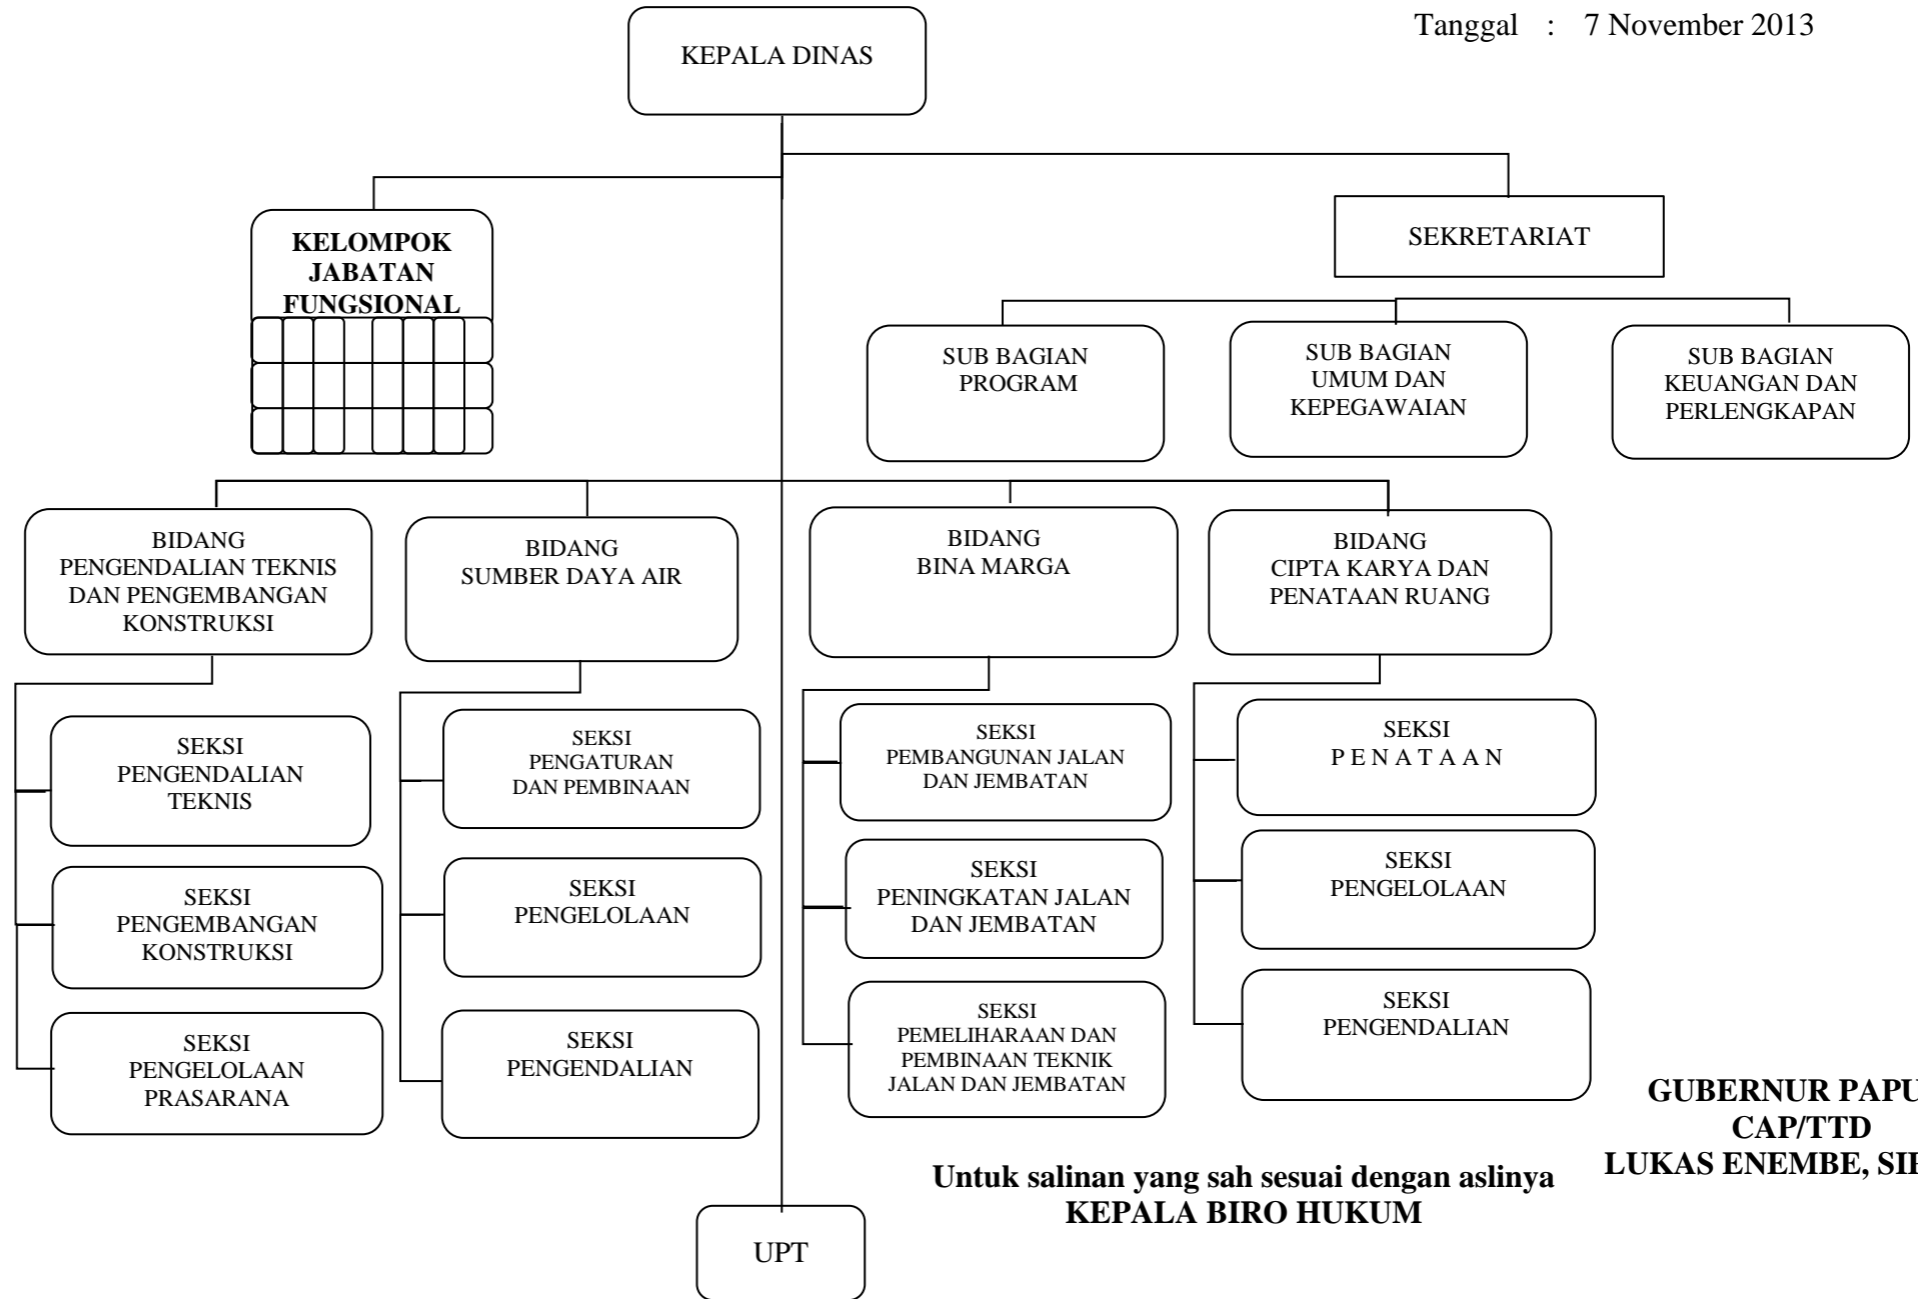 Tanggal : 7 November 2013
KEPALA DINAS
KELOMPOK
JABATAN
FUNGSIONAL
SEKRETARIAT
SUB BAGIAN
PROGRAM
SUB BAGIAN
UMUM DAN
KEPEGAWAIAN
SUB BAGIAN
KEUANGAN DAN
PERLENGKAPAN
BIDANG
PENGENDALIAN TEKNIS
DAN PENGEMBANGAN
KONSTRUKSI
BIDANG
SUMBER DAYA AIR
BIDANG
BINA MARGA
BIDANG
CIPTA KARYA DAN
PENATAAN RUANG
SEKSI
PENGENDALIAN
TEKNIS
SEKSI
PENGEMBANGAN
KONSTRUKSI
SEKSI
PENGELOLAAN
PRASARANA
SEKSI
PENGATURAN
DAN PEMBINAAN
SEKSI
PENGELOLAAN
SEKSI
PENGENDALIAN
SEKSI
PEMBANGUNAN JALAN
DAN JEMBATAN
SEKSI
PENINGKATAN JALAN
DAN JEMBATAN
SEKSI
PEMELIHARAAN DAN
PEMBINAAN TEKNIK
JALAN DAN JEMBATAN
SEKSI
P E N A T A A N
SEKSI
PENGELOLAAN
SEKSI
PENGENDALIAN
UPT
GUBERNUR
CAP/TTD
LUKAS ENEMBE,
Untuk salinan yang sah sesuai dengan aslinya
KEPALA BIRO HUKUM